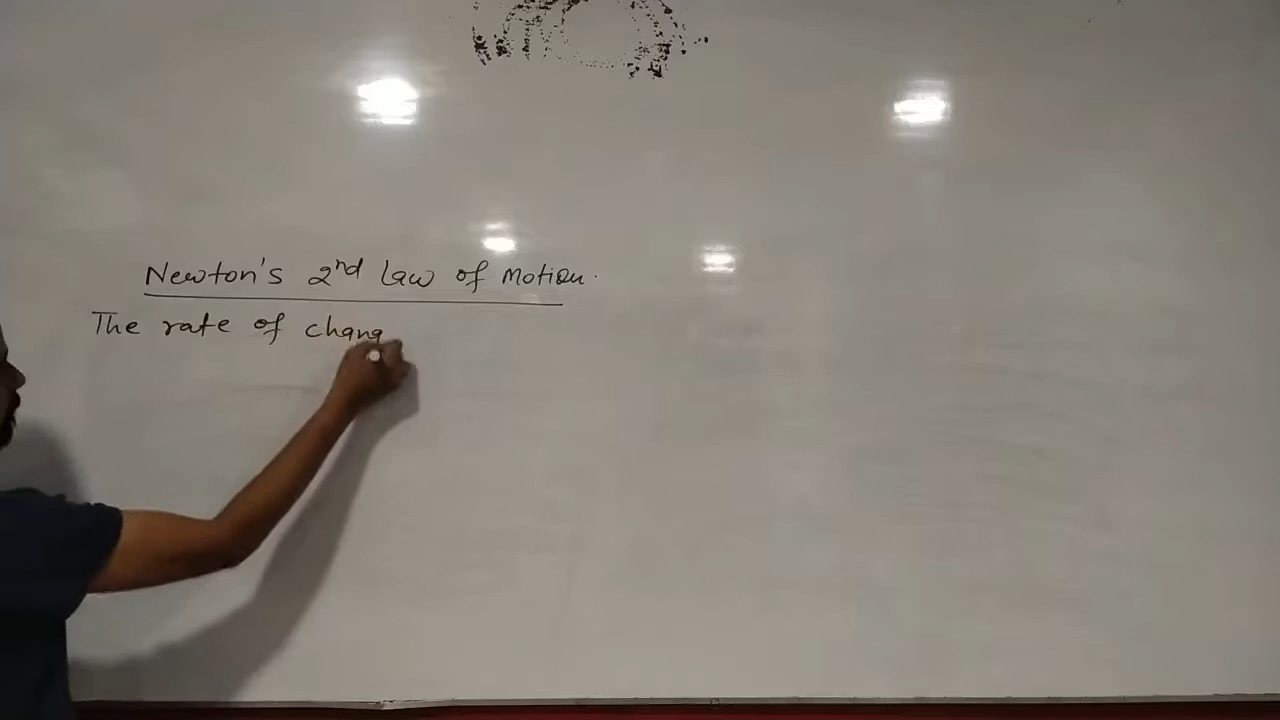 Newton's 2nd law of Motion.
The rate of chang